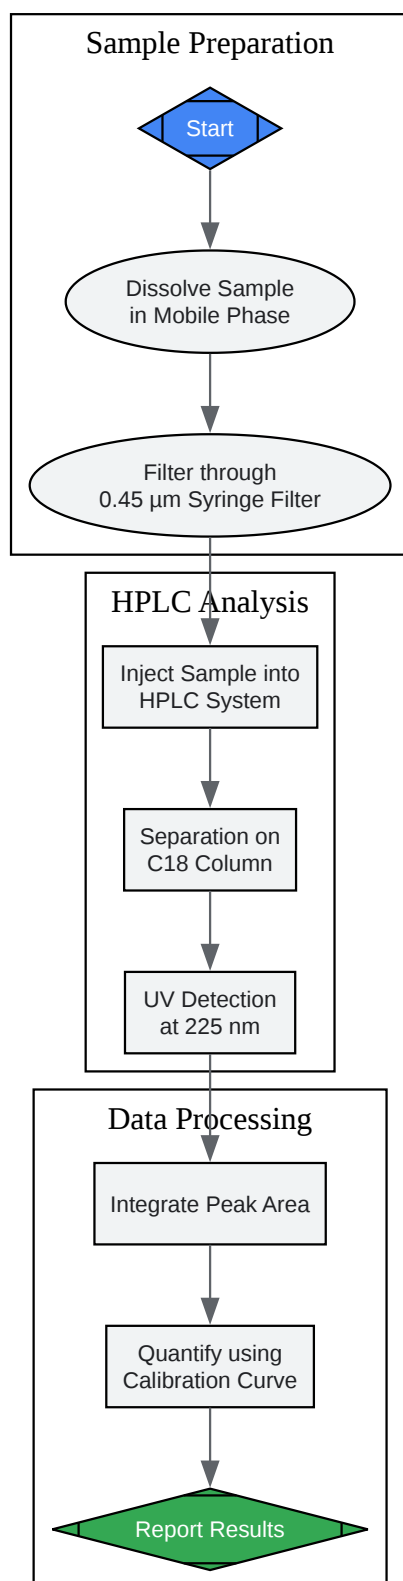 Sample Preparation
Start
Dissolve Sample
in Mobile Phase
Filter through
0.45 µm Syringe Filter
HPLC Analysis
Inject Sample into
HPLC System
Separation on
C18 Column
UV Detection
at 225 nm
Data Processing
Integrate Peak Area
Quantify using
Calibration Curve
Report Results